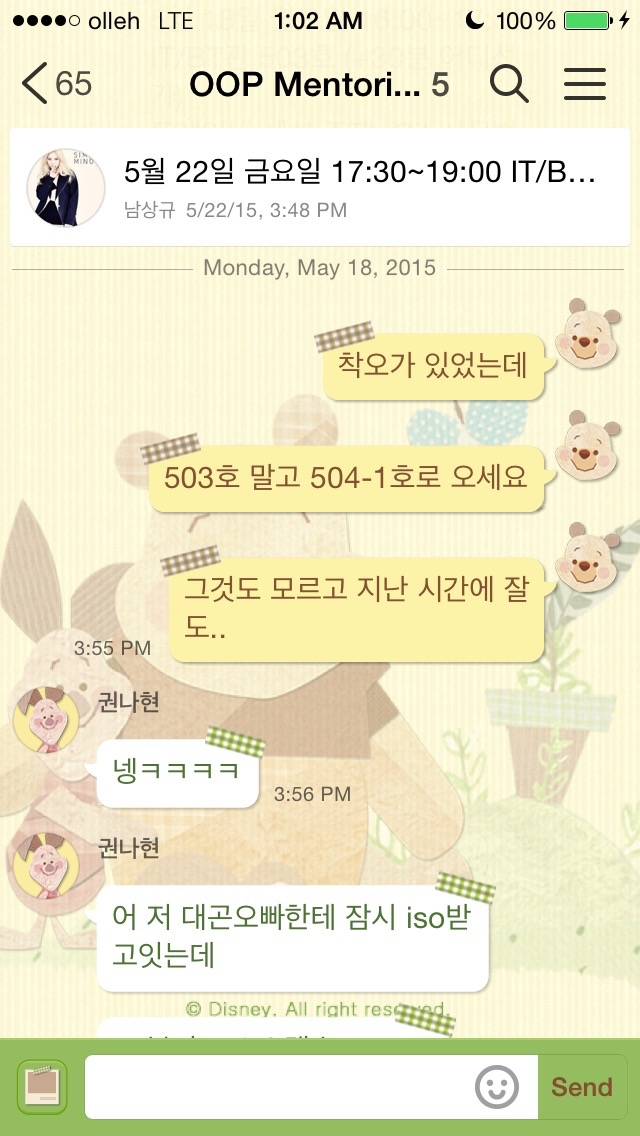 olleh LTE 1:02 AM 100%
65 OOP Mentori... 5
SI
MIND
5월 22일 금요일 17:30~19:00 IT/B...
남상규 5/22/15, 3:48 PM
Monday, May 18, 2015
착오가 있었는데
503호 말고 504-1호로 오세요
그것도 모르고 지난 시간에 잘
도..
3:55 PM
권나현
넹ㅋㅋㅋㅋ
3:56 PM
권나현
어 저 대곤오빠한테 잠시 iso받
고잇는데
© Disney. All right reserved.
Send